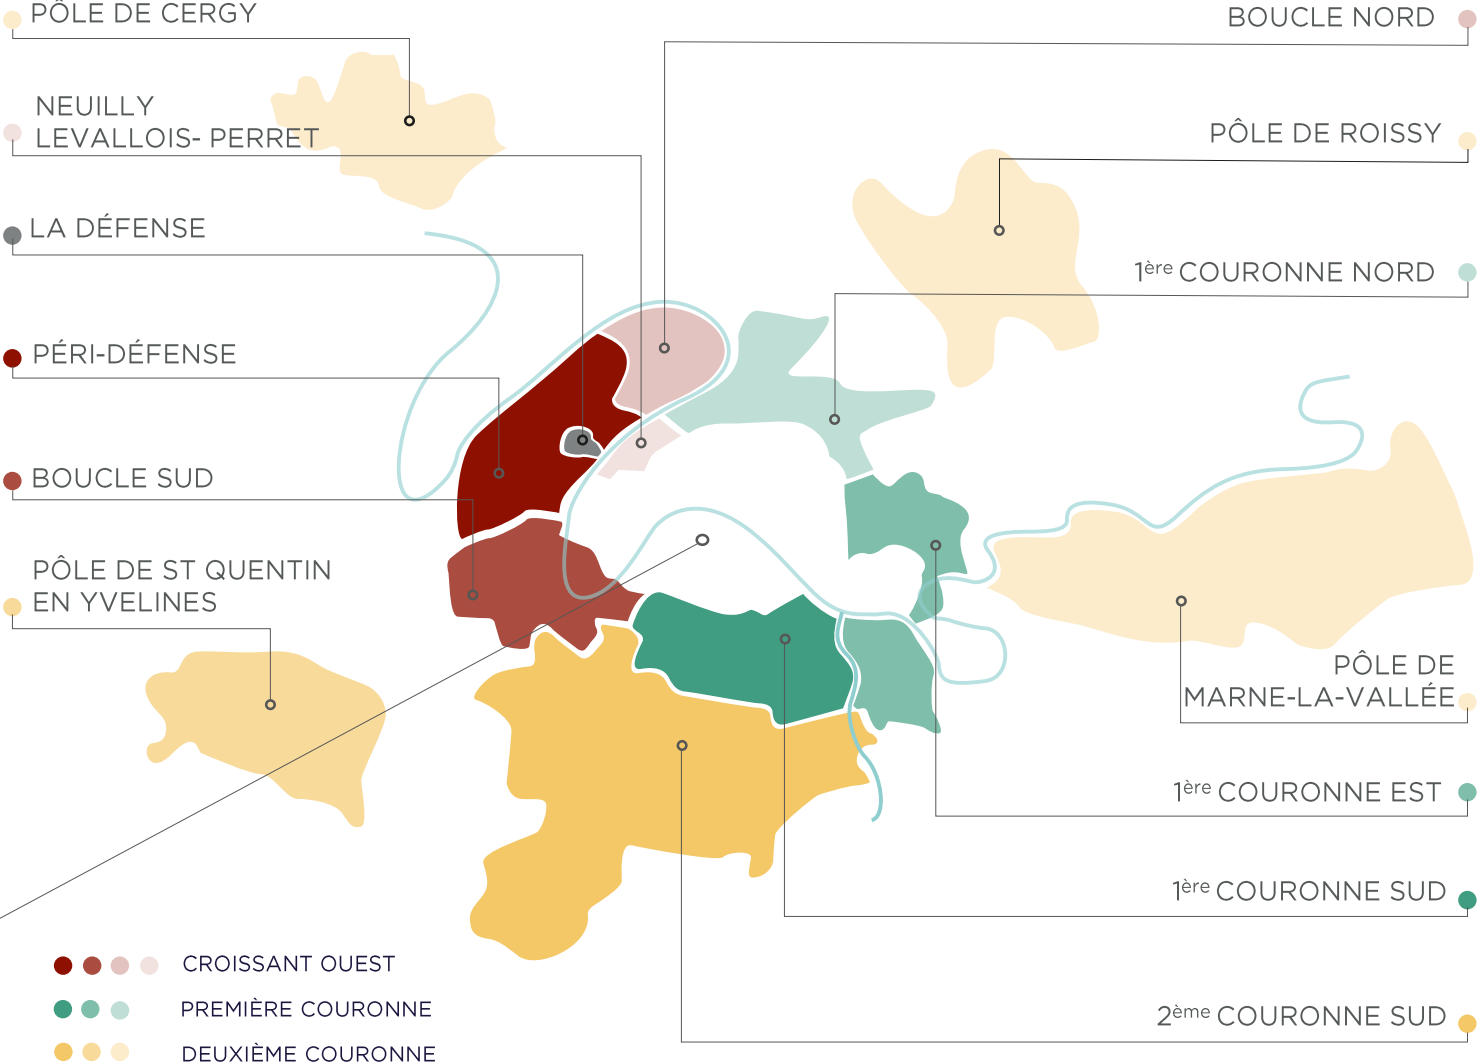 PÔLE DE CERGY
NEUILLY
LEVALLOIS- PERRET
LA DÉFENSE
PÉRI-DÉFENSE
BOUCLE SUD
PÔLE DE ST QUENTIN
EN YVELINES
BOUCLE NORD
PÔLE DE ROISSY
1ère COURONNE NORD
PÔLE DE
MARNE-LA-VALLÉE
1ère COURONNE EST
1ère COURONNE SUD
2ème COURONNE SUD
CROISSANT OUEST
PREMIÈRE COURONNE
DEUXIÈME COURONNE